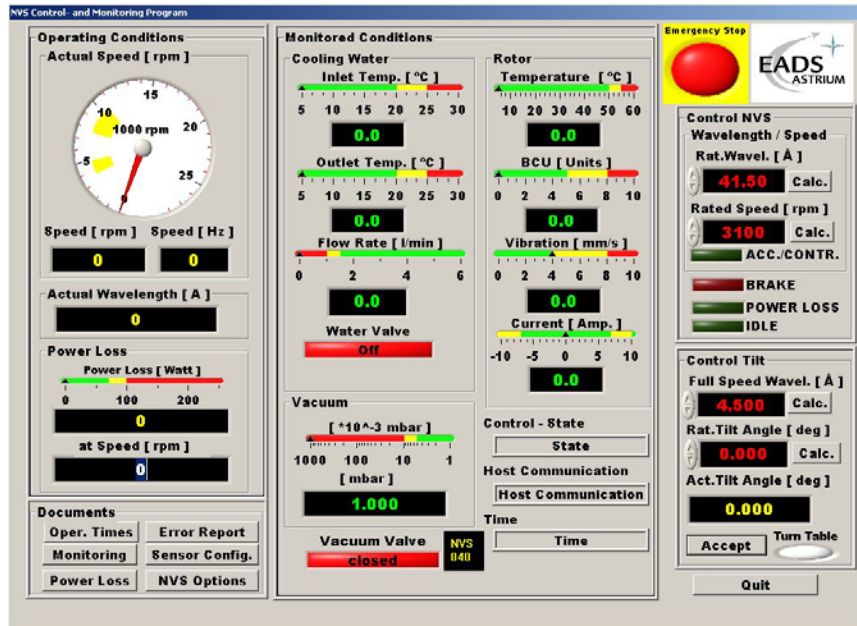 NVS Control- and Monitoring Program
Operating Conditions
Actual Speed [ rpm ]
15
10
20
1000 rpm
5
25
0
Speed [ rpm ] Speed [ Hz ]
0 0
Actual Wavelength [ A ]
0
Power Loss
Power Loss [ Watt ]
0 100 200
0
at Speed [ rpm ]
0
Documents
Oper. Times Error Report
Monitoring Sensor Config.
Power Loss NVS Options
Monitored Conditions
Cooling Water
Inlet Temp. [ °C ]
5 10 15 20 25 30
0.0
Outlet Temp. [ °C ]
5 10 15 20 25 30
0.0
Flow Rate [ l/min ]
0 2 4 6
0.0
Water Valve
Off
Vacuum
[ *10^-3 mbar ]
1000 100 10 1
[ mbar ]
1.000
Vacuum Valve
closed
NVS
040
Rotor
Temperature [ °C ]
10 20 30 40 50 60
0.0
BCU [ Units ]
0 2 4 6 8 10
0.0
Vibration [ mm/s ]
0 2 4 6 8 10
0.0
Current [ Amp. ]
-10 -5 0 5 10
0.0
Control - State
State
Host Communication
Host Communication
Time
Time
Emergency Stop
EADS
ASTRIUM
Control NVS
Wavelength / Speed
Rat.Wavel. [ Å ]
41.50 Calc.
Rated Speed [ rpm ]
3100 Calc.
ACC./CONTR.
BRAKE
POWER LOSS
IDLE
Control Tilt
Full Speed Wavel. [ Å ]
4.500 Calc.
Rat.Tilt Angle [ deg ]
0.000 Calc.
Act.Tilt Angle [ deg ]
0.000
Accept Turn Table
Quit